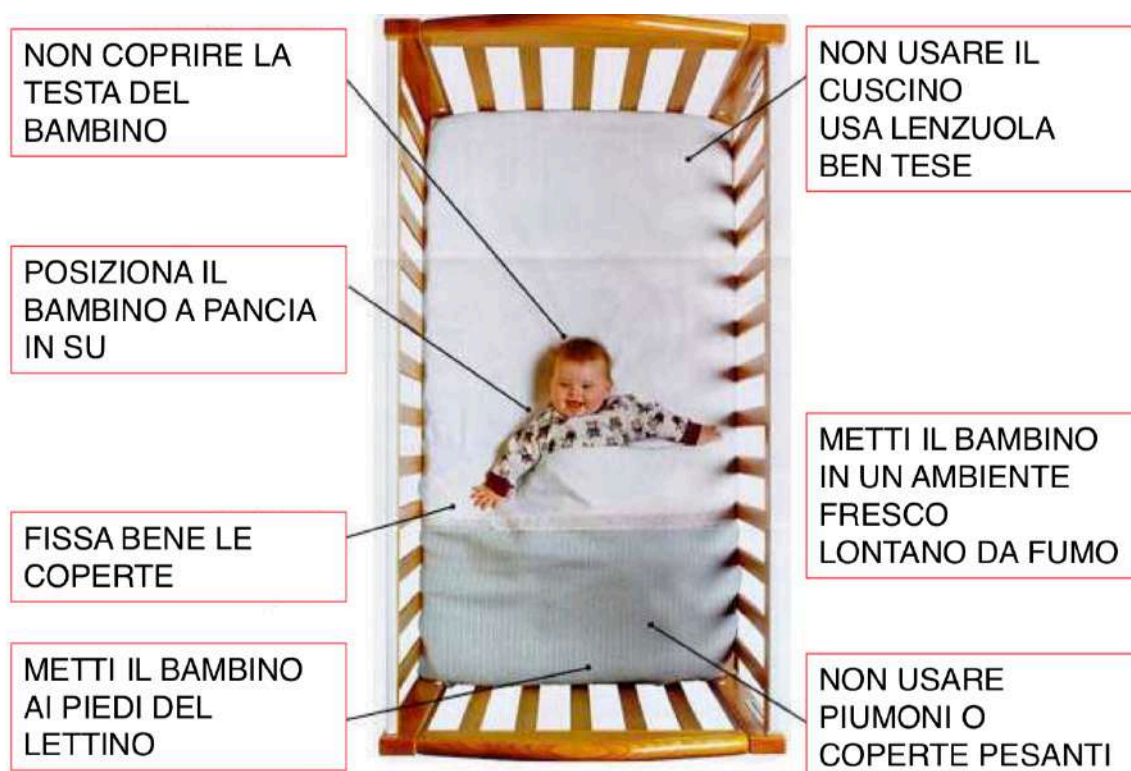 NON COPRIRE LA
TESTA DEL
BAMBINO
POSIZIONA IL
BAMBINO A PANCIA
IN SU
FISSA BENE LE
COPERTE
METTI IL BAMBINO
AI PIEDI DEL
LETTINO
NON USARE IL
CUSCINO
USA LENZUOLA
BEN TESE
METTI IL BAMBINO
IN UN AMBIENTE
FRESCO
LONTANO DA FUMO
NON USARE
PIUMONI O
COPERTE PESANTI